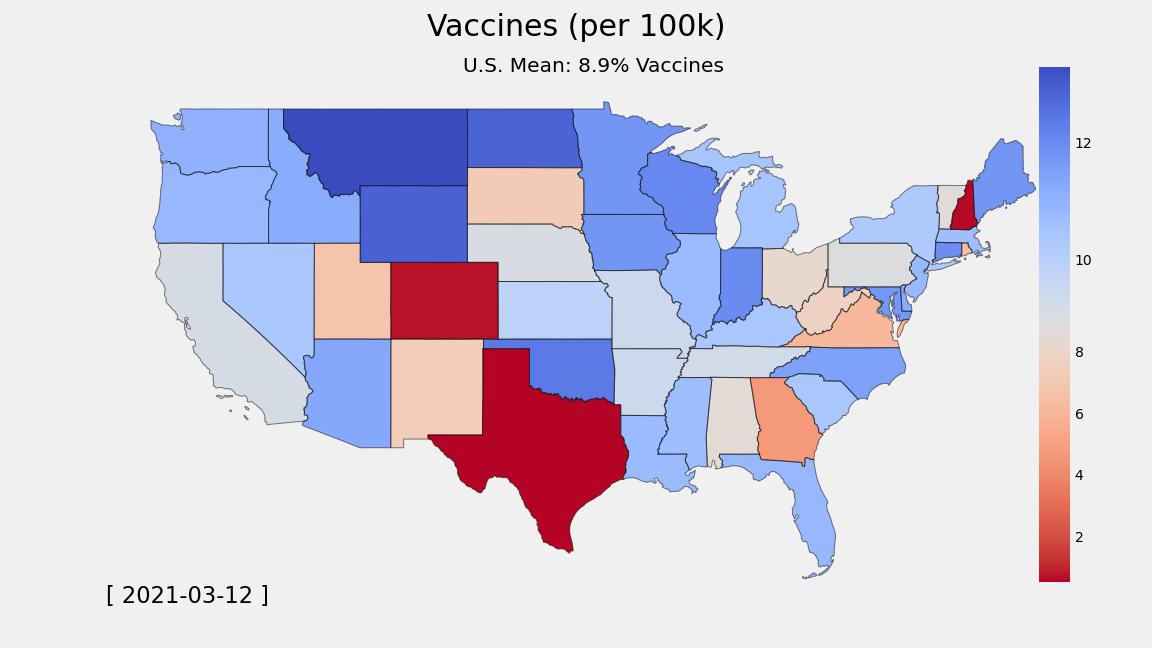 Vaccines (per 100k)
U.S. Mean: 8.9% Vaccines
12
10
8
6
4
2
[ 2021-03-12 ]